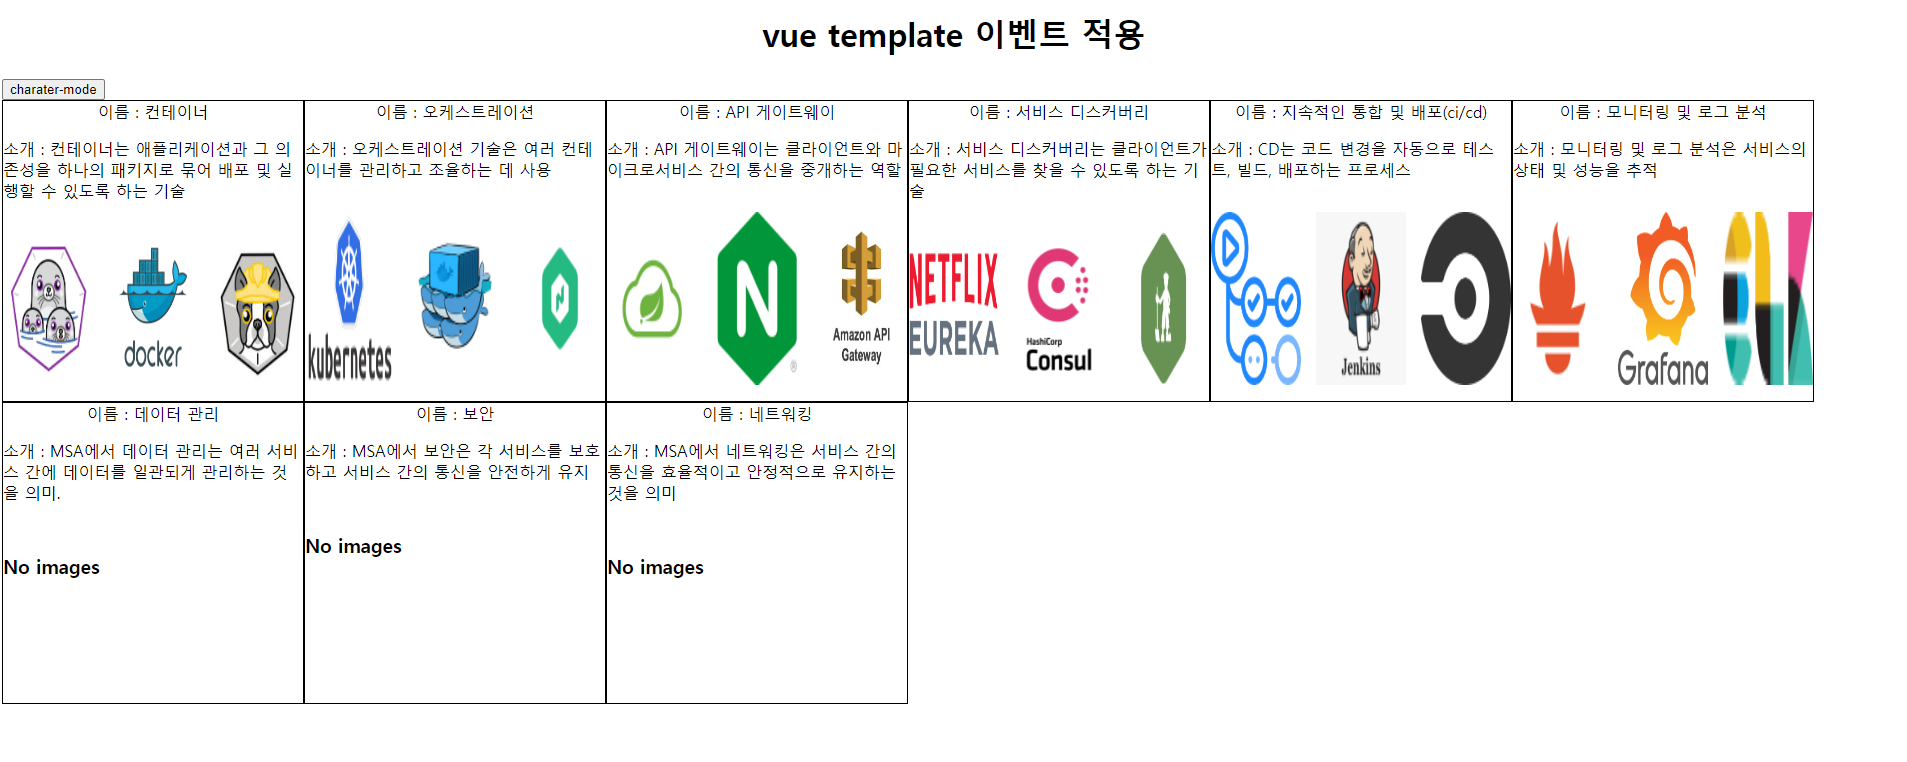 vue template 이벤트 적용
charater-mode
이름 : 컨테이너
소개 : 컨테이너는 애플리케이션과 그 의
존성을 하나의 패키지로 묶어 배포 및 실
행할 수 있도록 하는 기술
docker
이름 : 오케스트레이션
소개 : 오케스트레이션 기술은 여러 컨테
이너를 관리하고 조율하는 데 사용
kubernetes
이름 : API 게이트웨이
소개 : API 게이트웨이는 클라이언트와 마
이크로서비스 간의 통신을 중개하는 역할
N
®
Amazon API
Gateway
이름 : 서비스 디스커버리
소개 : 서비스 디스커버리는 클라이언트가
필요한 서비스를 찾을 수 있도록 하는 기
술
NETFLIX
EUREKA
HashiCorp
Consul
이름 : 지속적인 통합 및 배포(ci/cd)
소개 : CD는 코드 변경을 자동으로 테스
트, 빌드, 배포하는 프로세스
Jenkins
이름 : 모니터링 및 로그 분석
소개 : 모니터링 및 로그 분석은 서비스의
상태 및 성능을 추적
Grafana
이름 : 데이터 관리
소개 : MSA에서 데이터 관리는 여러 서비
스 간에 데이터를 일관되게 관리하는 것
을 의미.
No images
이름 : 보안
소개 : MSA에서 보안은 각 서비스를 보호
하고 서비스 간의 통신을 안전하게 유지
No images
이름 : 네트워킹
소개 : MSA에서 네트워킹은 서비스 간의
통신을 효율적이고 안정적으로 유지하는
것을 의미
No images